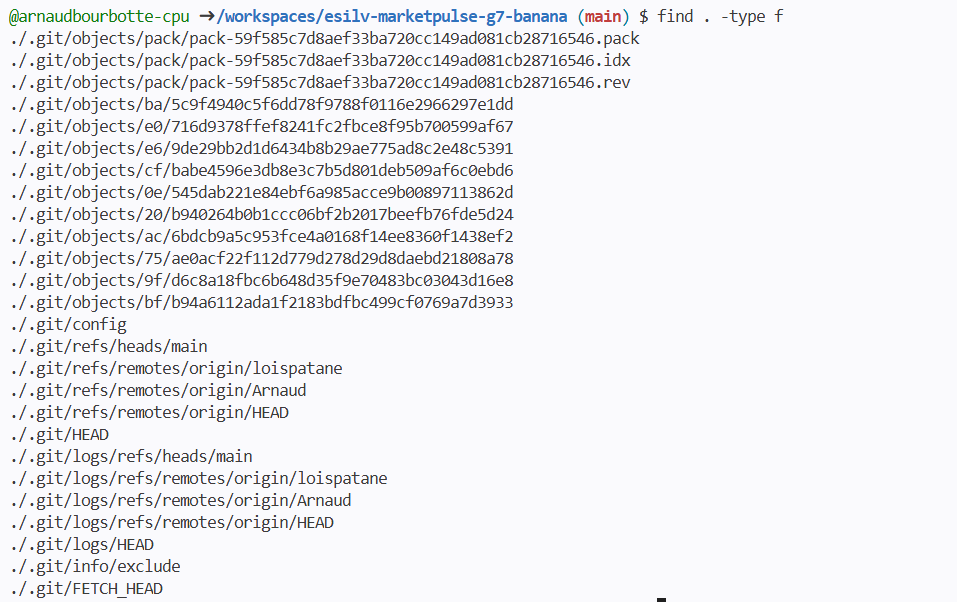 @arnaudbourbotte-cpu ➜/workspaces/esilv-marketpulse-g7-banana (main) $ find . -type f
./.git/objects/pack/pack-59f585c7d8aef33ba720cc149ad081cb28716546.pack
./.git/objects/pack/pack-59f585c7d8aef33ba720cc149ad081cb28716546.idx
./.git/objects/pack/pack-59f585c7d8aef33ba720cc149ad081cb28716546.rev
./.git/objects/ba/5c9f4940c5f6dd78f9788f0116e2966297e1dd
./.git/objects/e0/716d9378ffef8241fc2fbce8f95b700599af67
./.git/objects/e6/9de29bb2d1d6434b8b29ae775ad8c2e48c5391
./.git/objects/cf/babe4596e3db8e3c7b5d801deb509af6c0ebd6
./.git/objects/0e/545dab221e84ebf6a985acce9b00897113862d
./.git/objects/20/b940264b0b1ccc06bf2b2017beefb76fde5d24
./.git/objects/ac/6bdcb9a5c953fce4a0168f14ee8360f1438ef2
./.git/objects/75/ae0acf22f112d779d278d29d8daebd21808a78
./.git/objects/9f/d6c8a18fbc6b648d35f9e70483bc03043d16e8
./.git/objects/bf/b94a6112ada1f2183bdfbc499cf0769a7d3933
./.git/config
./.git/refs/heads/main
./.git/refs/remotes/origin/loispatane
./.git/refs/remotes/origin/Arnaud
./.git/refs/remotes/origin/HEAD
./.git/HEAD
./.git/logs/refs/heads/main
./.git/logs/refs/remotes/origin/loispatane
./.git/logs/refs/remotes/origin/Arnaud
./.git/logs/refs/remotes/origin/HEAD
./.git/logs/HEAD
./.git/info/exclude
./.git/FETCH_HEAD